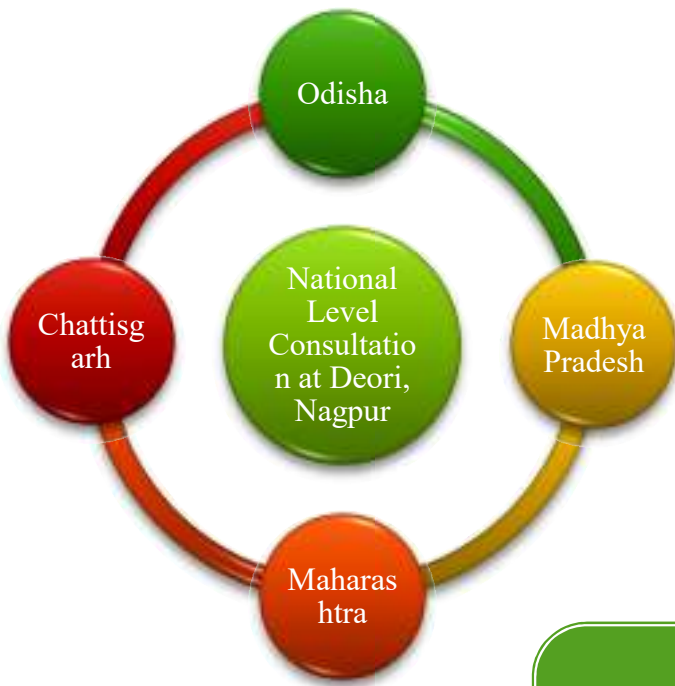 Odisha
National
Level
Consultatio
n at Deori,
Nagpur
Chattisg
arh
Madhya
Pradesh
Maharas
htra